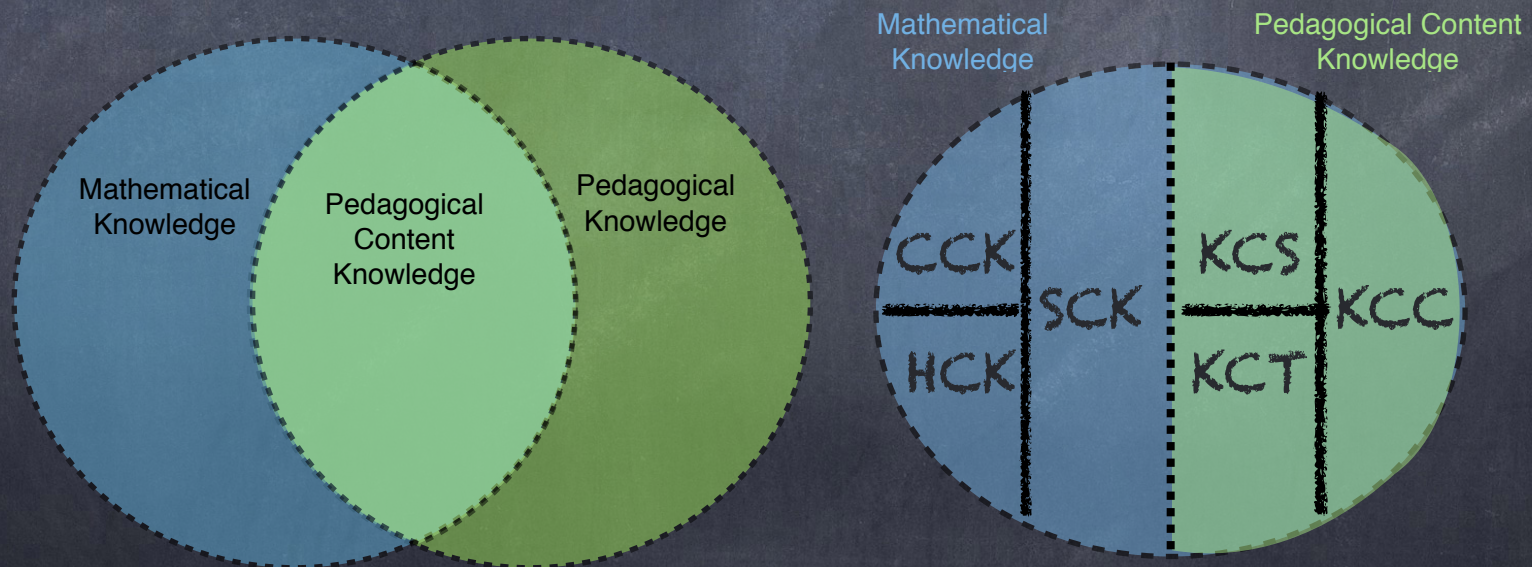 Mathematical
Knowledge
Pedagogical
Content
Knowledge
Pedagogical
Knowledge
Mathematical
Knowledge
Pedagogical Content
Knowledge
CCK
HCK
SCK
KCS
KCT
KCC